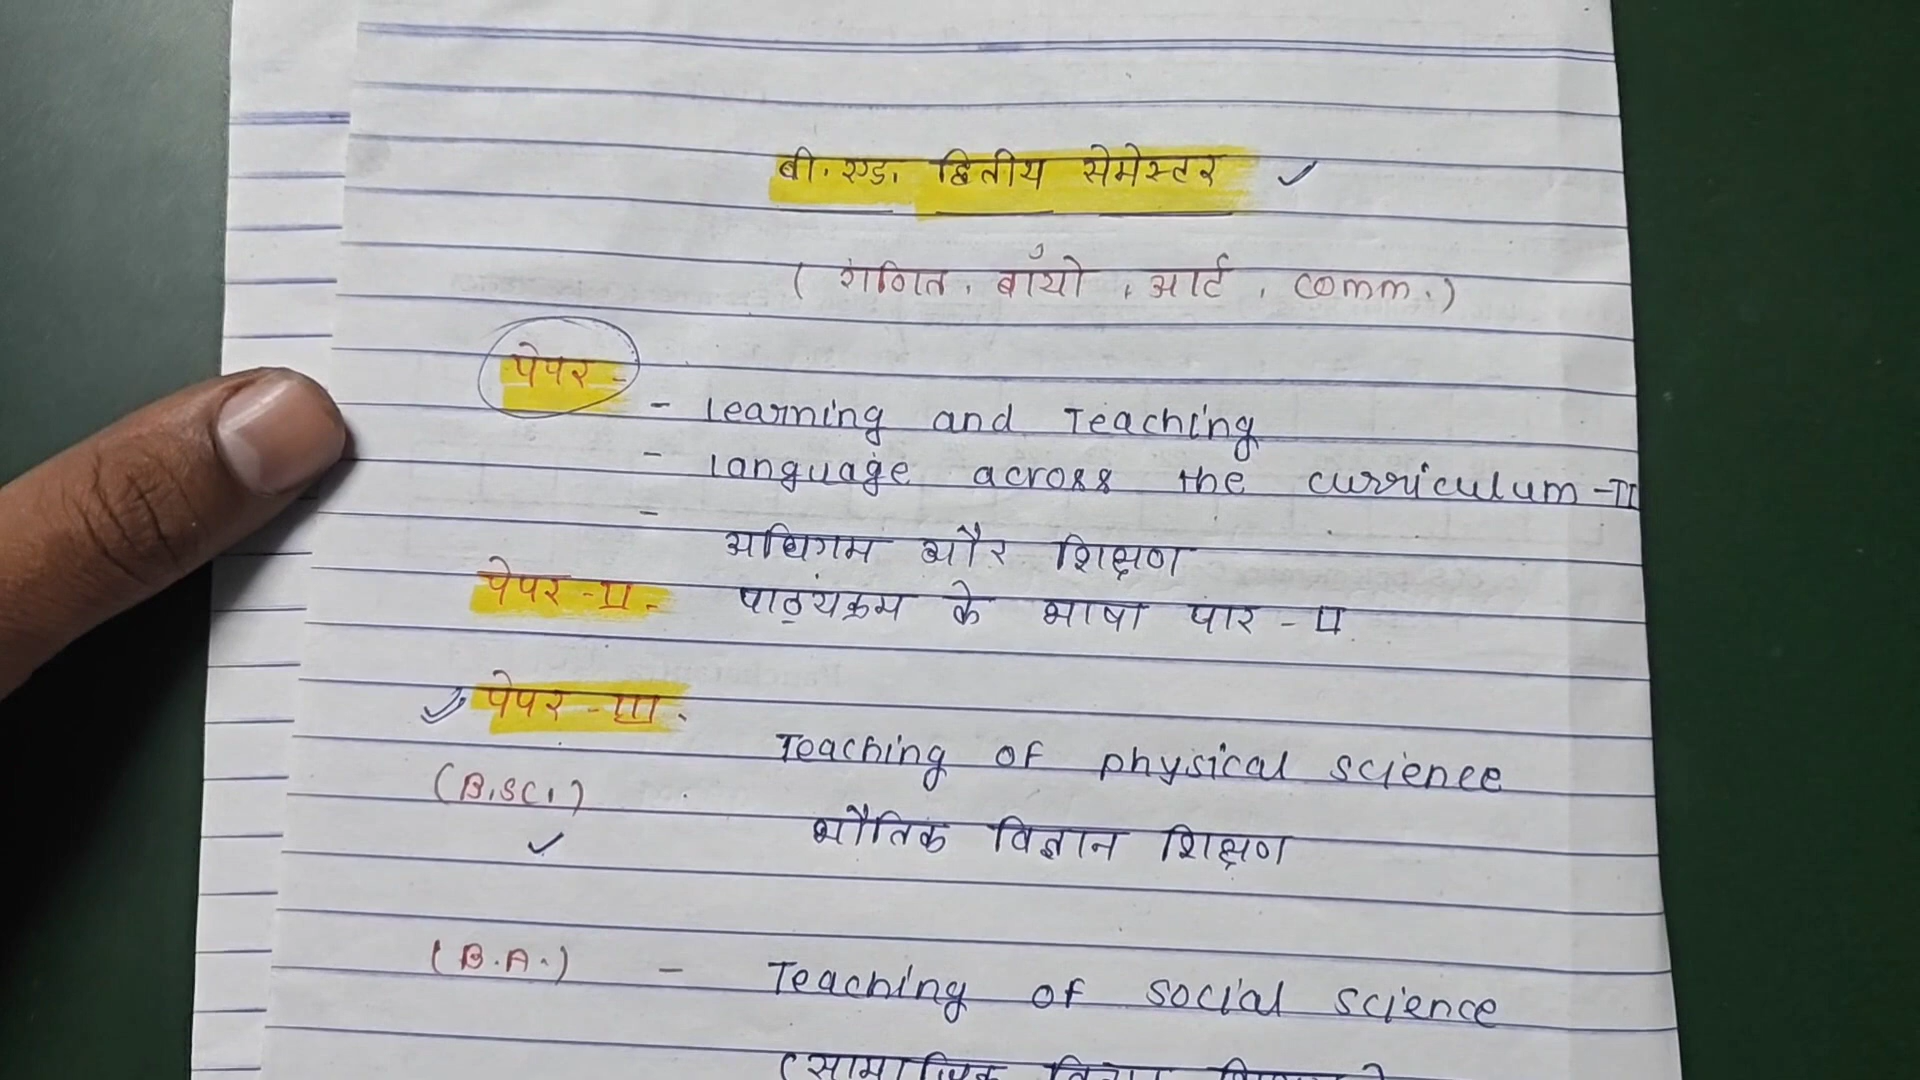 बी. एड. द्वितीय सेमेस्टर
( गणित, बॉयो, आर्ट, Comm.)
पेपर-
- Learning and Teaching
- Language across the curriculum-II
-
अधिगम और शिक्षण
पेपर-II- पाठ्यंक्रम के भाषा पार-II
पेपर-III.
Teaching of physical science
(B.SC.)
भौतिक विज्ञान शिक्षण
(B.A.) - Teaching of social science
(सामाजिक